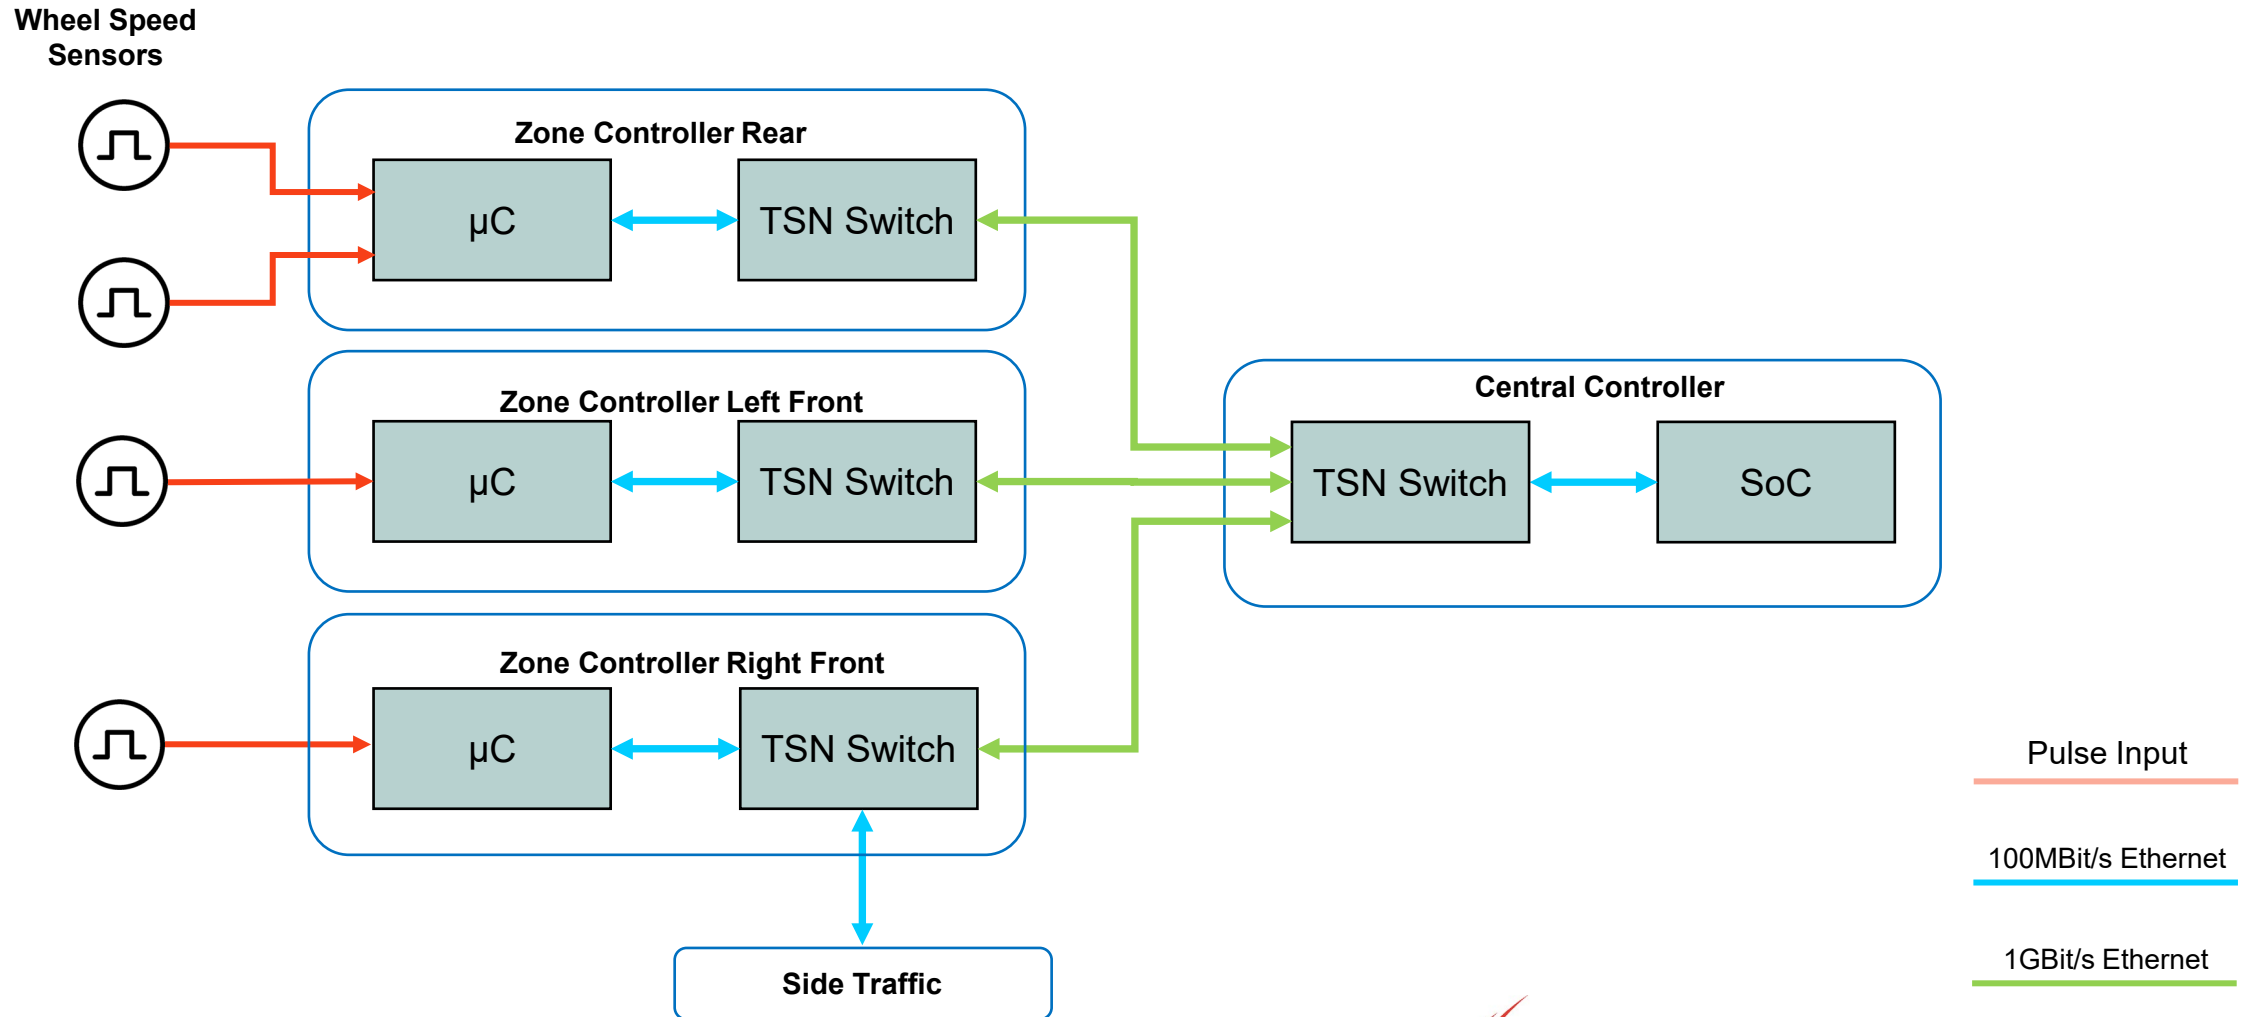 Wheel Speed
Sensors
Zone Controller Rear
µC
TSN Switch
Zone Controller Left Front
µC
TSN Switch
Central Controller
TSN Switch
SoC
Zone Controller Right Front
µC
TSN Switch
Side Traffic
Pulse Input
100MBit/s Ethernet
1GBit/s Ethernet